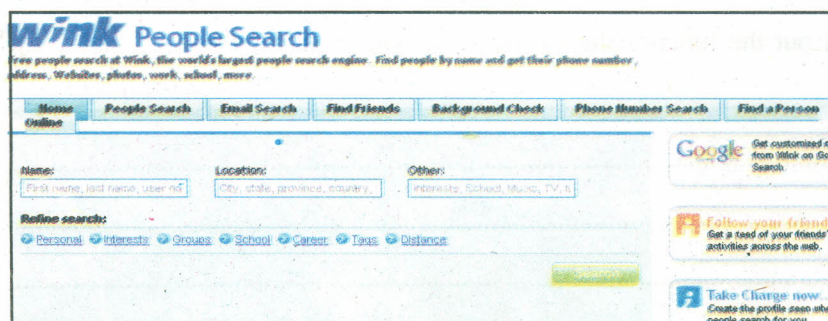 wink People Search
Free people search at Wink, the world's largest people search engine. Find people by name and get their phone number,
address, Websites, photos, work, school, more.
Home People Search Email Search Find Friends Background Check Phone Number Search Find a Person
Online
Name: Location: Other:
First name, last name, user na City, state, province, country, Interests, School, Music, TV,
Refine search:
Personal Interests Groups School Career Tags Distance
Google Get customized
from Wink on Go
Search.
Follow your friend
Get a feed of your friends'
activities across the web.
Take Charge now...
Create the profile seen whe
people search for you